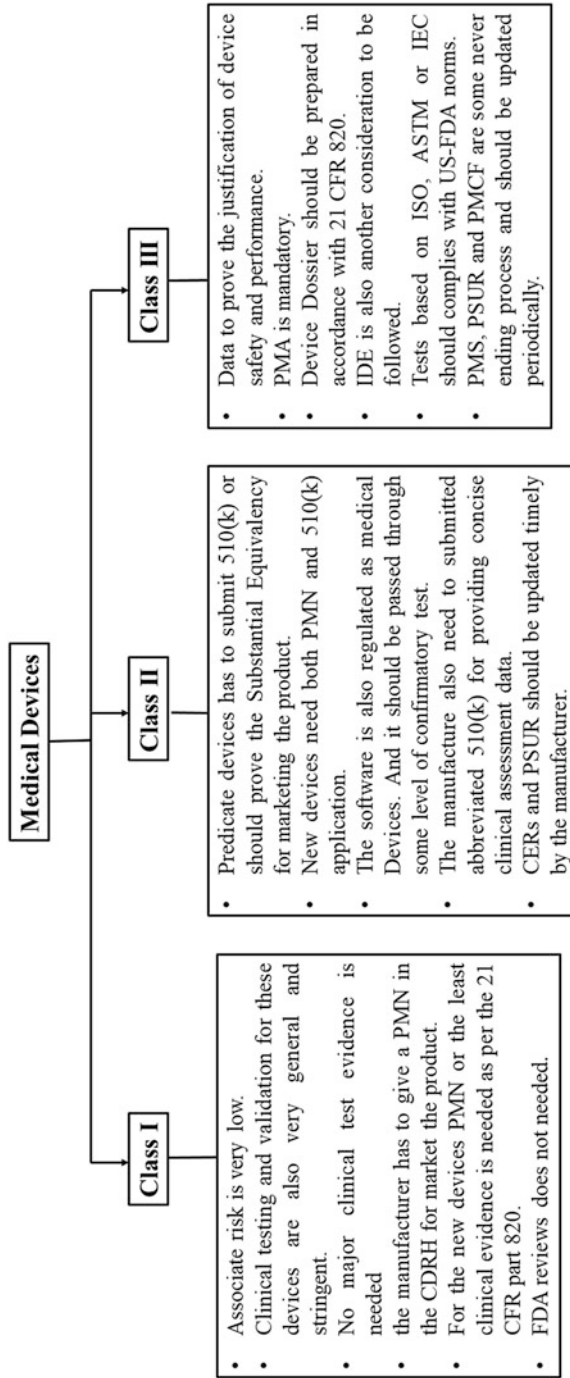 Medical Devices
Class I
• Associate risk is very low.
• Clinical testing and validation for these
devices are also very general and
stringent.
• No major clinical test evidence is
needed
• the manufacturer has to give a PMN in
the CDRH for market the product.
• For the new devices PMN or the least
clinical evidence is needed as per the 21
CFR part 820.
• FDA reviews does not needed.
Class II
• Predicate devices has to submit 510(k) or
should prove the Substantial Equivalency
for marketing the product.
• New devices need both PMN and 510(k)
application.
• The software is also regulated as medical
Devices. And it should be passed through
some level of confirmatory test.
• The manufacture also need to submitted
abbreviated 510(k) for providing concise
clinical assessment data.
• CERs and PSUR should be updated timely
by the manufacturer.
Class III
• Data to prove the justification of device
safety and performance.
• PMA is mandatory.
• Device Dossier should be prepared in
accordance with 21 CFR 820.
• IDE is also another consideration to be
followed.
• Tests based on ISO, ASTM or IEC
should complies with US-FDA norms.
• PMS, PSUR and PMCF are some never
ending process and should be updated
periodically.